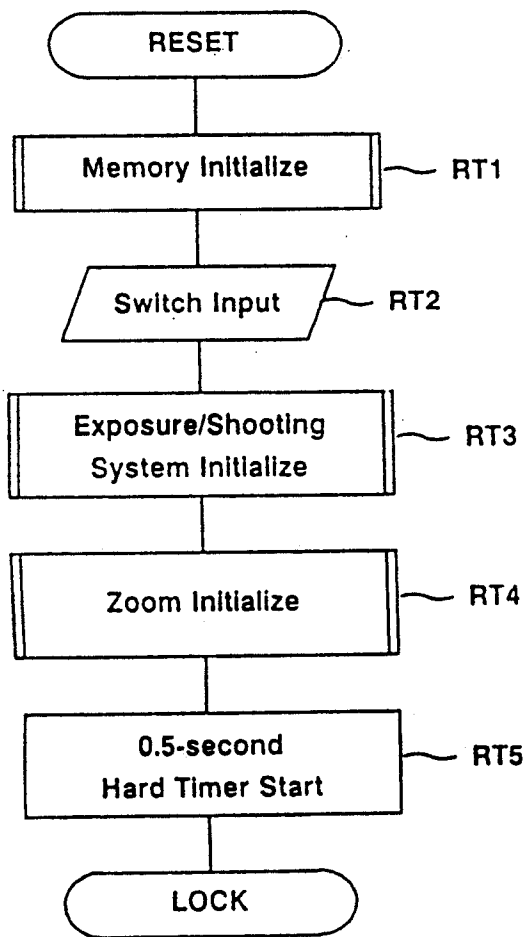 RESET
Memory Initialize
RT1
Switch Input
RT2
Exposure/Shooting
System Initialize
RT3
Zoom Initialize
RT4
0.5-second
Hard Timer Start
RT5
LOCK